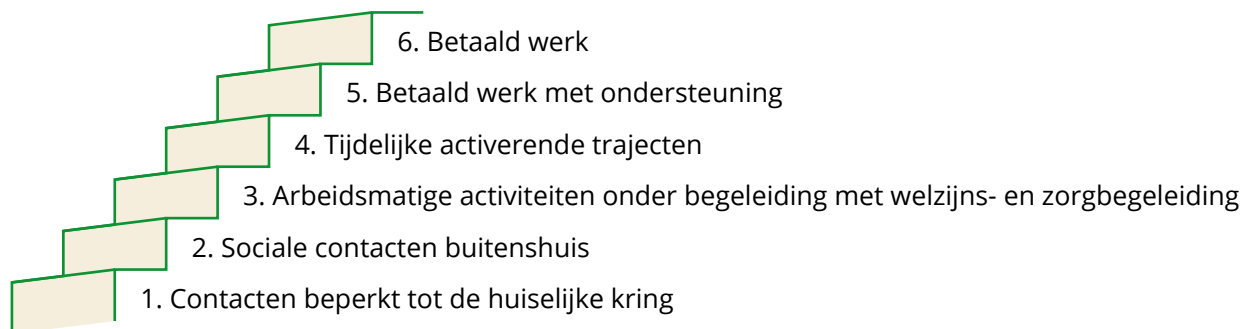 6. Betaald werk
5. Betaald werk met ondersteuning
4. Tijdelijke activerende trajecten
3. Arbeidsmatige activiteiten onder begeleiding met welzijns- en zorgbegeleiding
2. Sociale contacten buitenshuis
1. Contacten beperkt tot de huiselijke kring